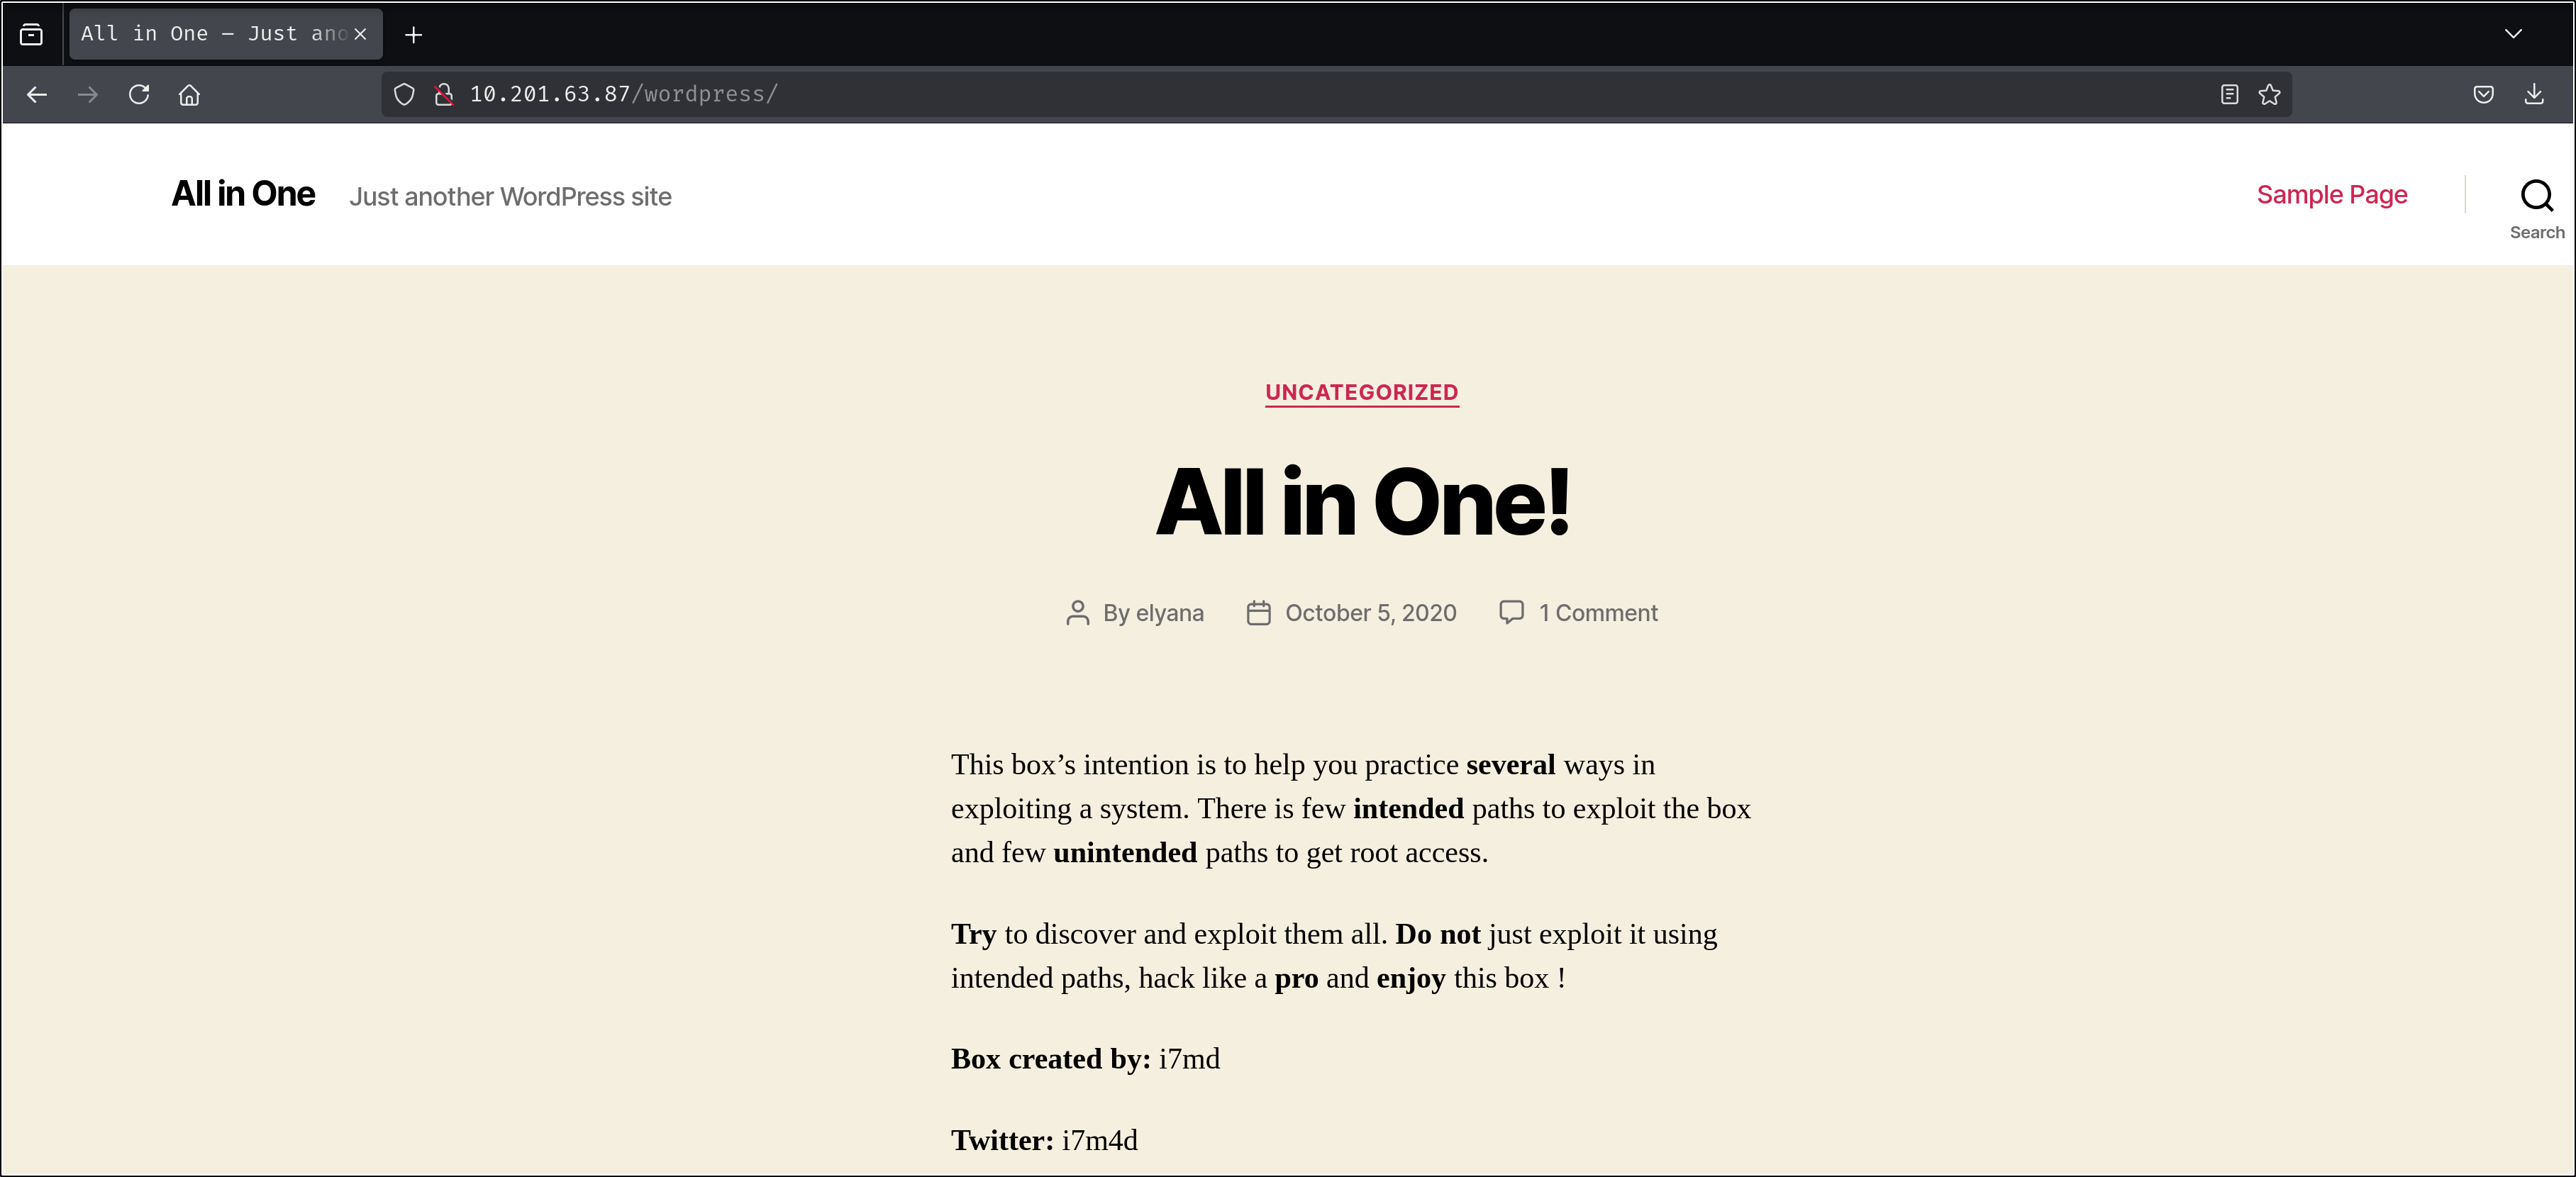 All in One — Just ano
10.201.63.87/wordpress/
All in One Just another WordPress site Sample Page
Search
UNCATEGORIZED
All in One!
By elyana October 5, 2020 1 Comment
This box’s intention is to help you practice several ways in
exploiting a system. There is few intended paths to exploit the box
and few unintended paths to get root access.
Try to discover and exploit them all. Do not just exploit it using
intended paths, hack like a pro and enjoy this box !
Box created by: i7md
Twitter: i7m4d